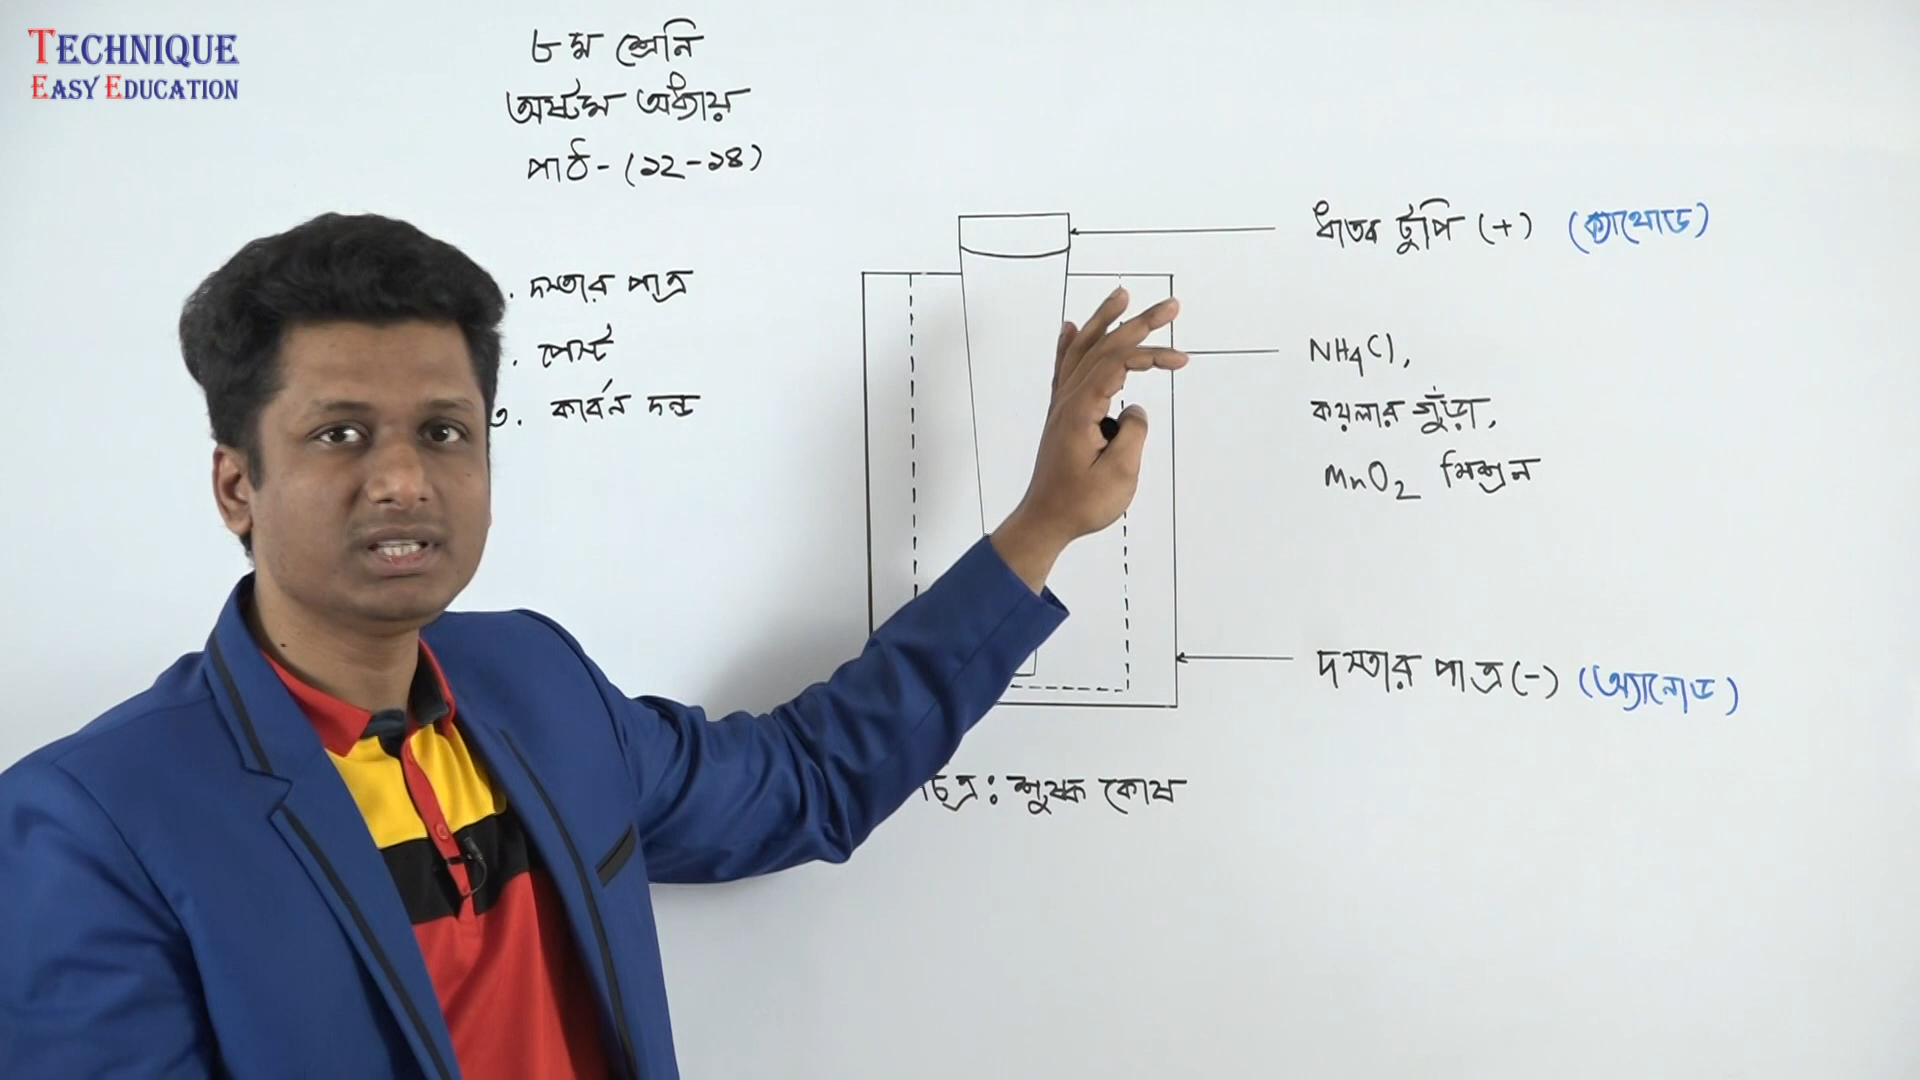 TECHNIQUE
EASY EDUCATION
৮ম শ্রেনি
অষ্টম অধ্যায়
পাঠ-(১২-১৪)
. দস্তার পাত্র
. পেস্ট
৩. কার্বন দন্ড
ধাতব টুপি (+) (ক্যাথোড)
NH4Cl,
কয়লার গুঁড়া,
MnO2 মিশ্রন
দস্তার পাত্র (-) (অ্যানোড)
চিত্র: শুষ্ক কোষ